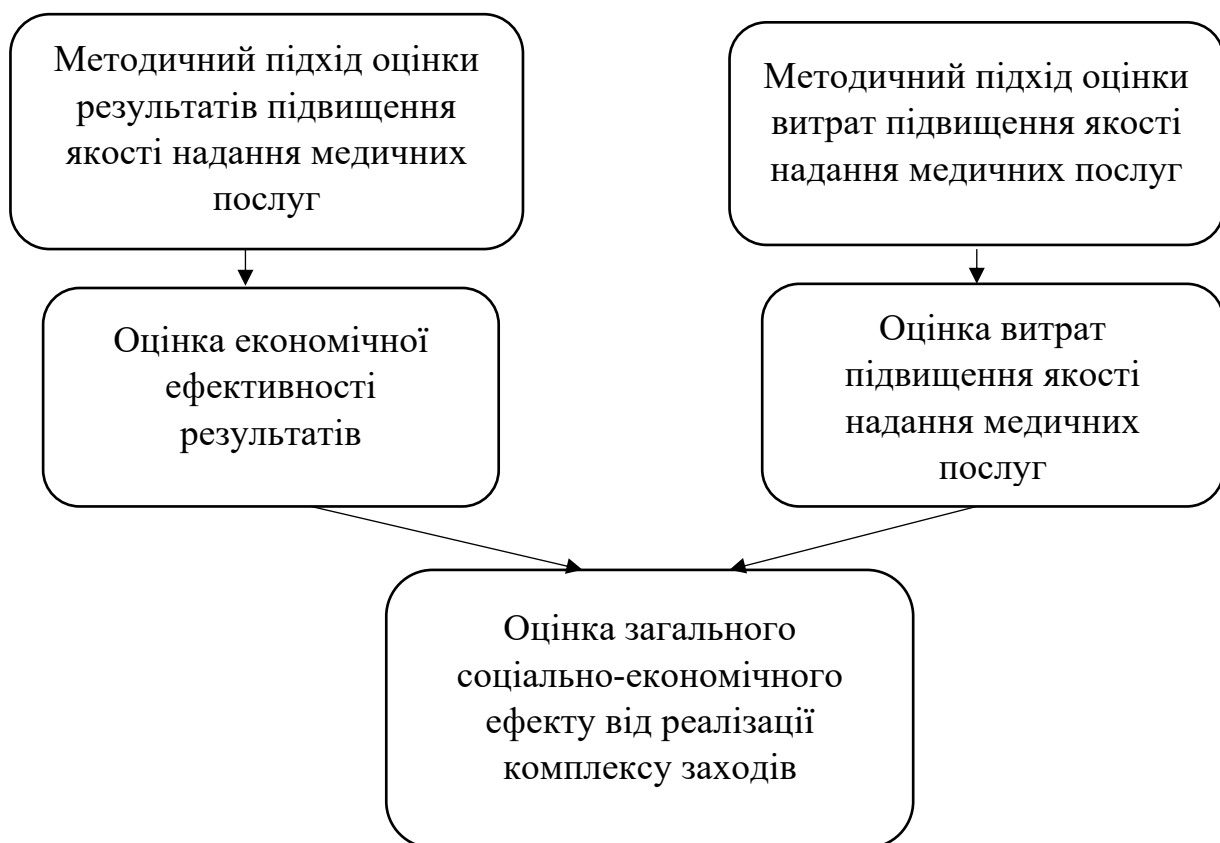 Методичний підхід оцінки
результатів підвищення
якості надання медичних
послуг
Методичний підхід оцінки
витрат підвищення якості
надання медичних послуг
Оцінка економічної
ефективності
результатів
Оцінка витрат
підвищення якості
надання медичних
послуг
Оцінка загального
соціально-економічного
ефекту від реалізації
комплексу заходів